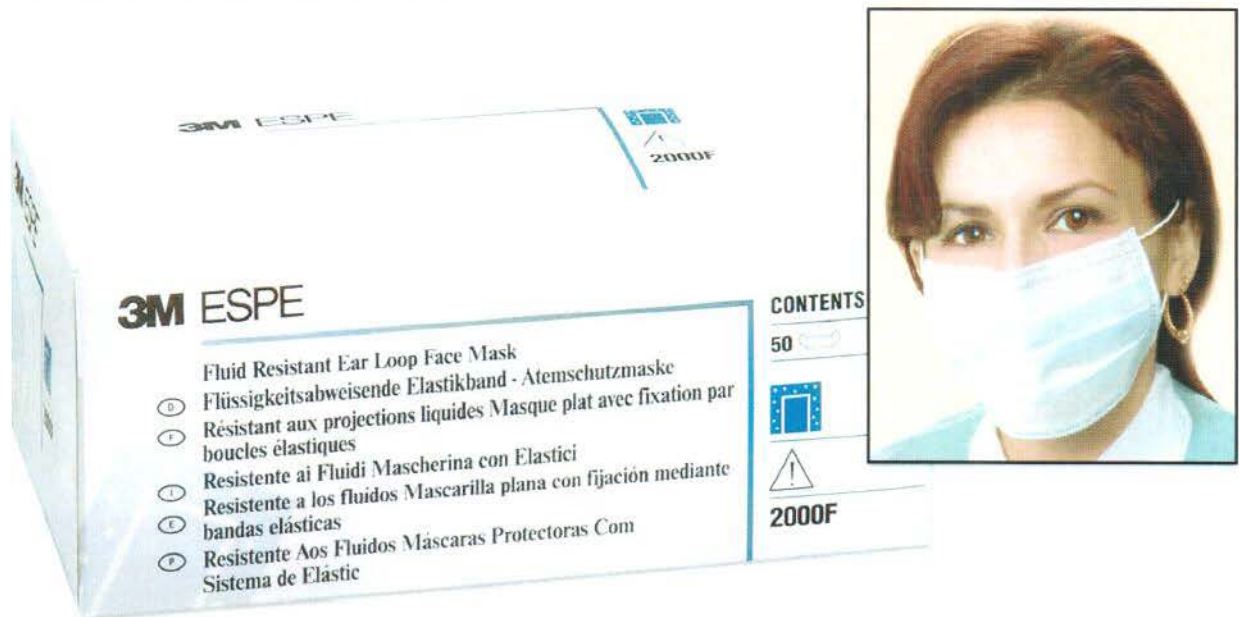 3M ESPE
2000F
3M ESPE
3M ESPE
Fluid Resistant Ear Loop Face Mask
D Flüssigkeitsabweisende Elastikband - Atemschutzmaske
F Résistant aux projections liquides Masque plat avec fixation par
boucles élastiques
I Resistente ai Fluidi Mascherina con Elastici
E Resistente a los fluidos Mascarilla plana con fijación mediante
bandas elásticas
P Resistente Aos Fluidos Máscaras Protectoras Com
Sistema de Elástic
CONTENTS
50
2000F